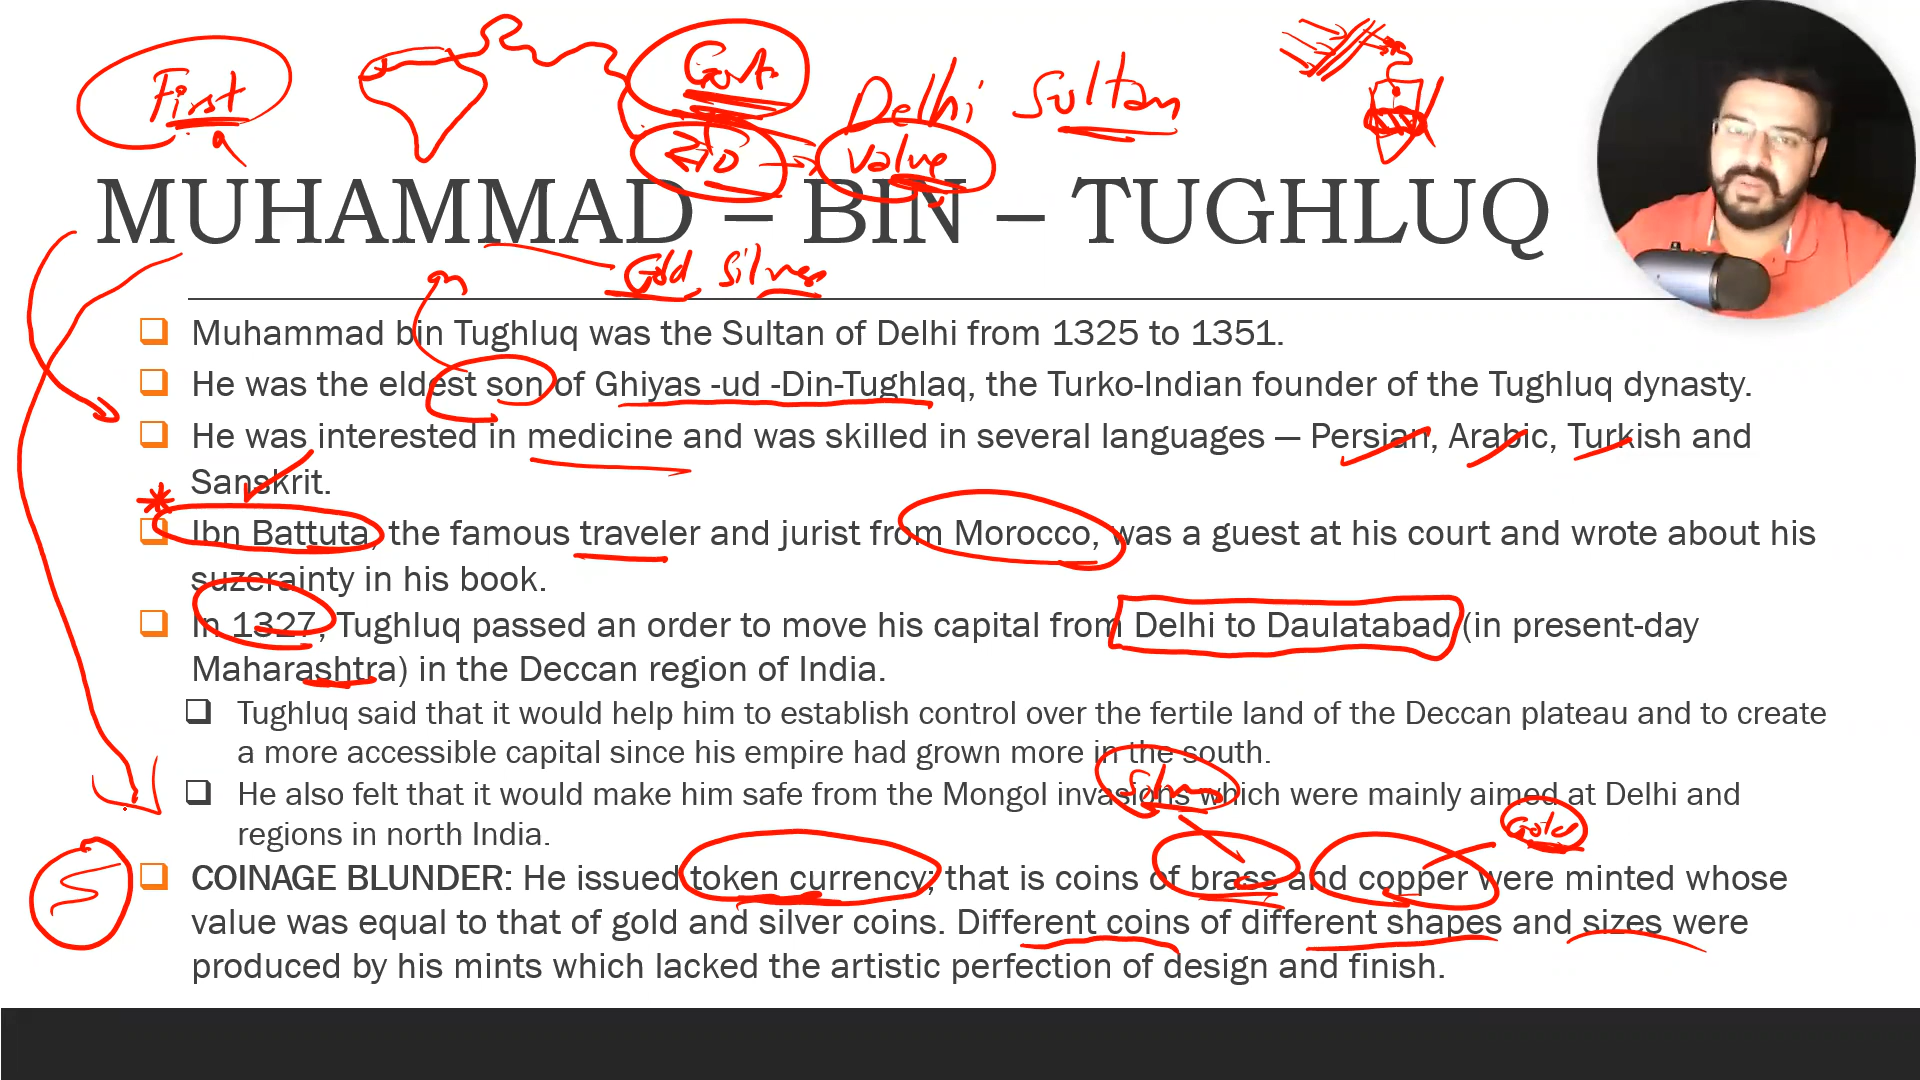 First
Govt.
Delhi Sultan
value
MUHAMMAD – BIN – TUGHLUQ
Gold Silver
Muhammad bin Tughluq was the Sultan of Delhi from 1325 to 1351.
He was the eldest son of Ghiyas -ud -Din-Tughlaq, the Turko-Indian founder of the Tughluq dynasty.
He was interested in medicine and was skilled in several languages — Persian, Arabic, Turkish and
Sanskrit.
Ibn Battuta, the famous traveler and jurist from Morocco, was a guest at his court and wrote about his
suzerainty in his book.
In 1327, Tughluq passed an order to move his capital from Delhi to Daulatabad (in present-day
Maharashtra) in the Deccan region of India.
Tughluq said that it would help him to establish control over the fertile land of the Deccan plateau and to create
a more accessible capital since his empire had grown more in the south.
He also felt that it would make him safe from the Mongol invasions which were mainly aimed at Delhi and
regions in north India.
Gold
COINAGE BLUNDER: He issued token currency; that is coins of brass and copper were minted whose
value was equal to that of gold and silver coins. Different coins of different shapes and sizes were
produced by his mints which lacked the artistic perfection of design and finish.